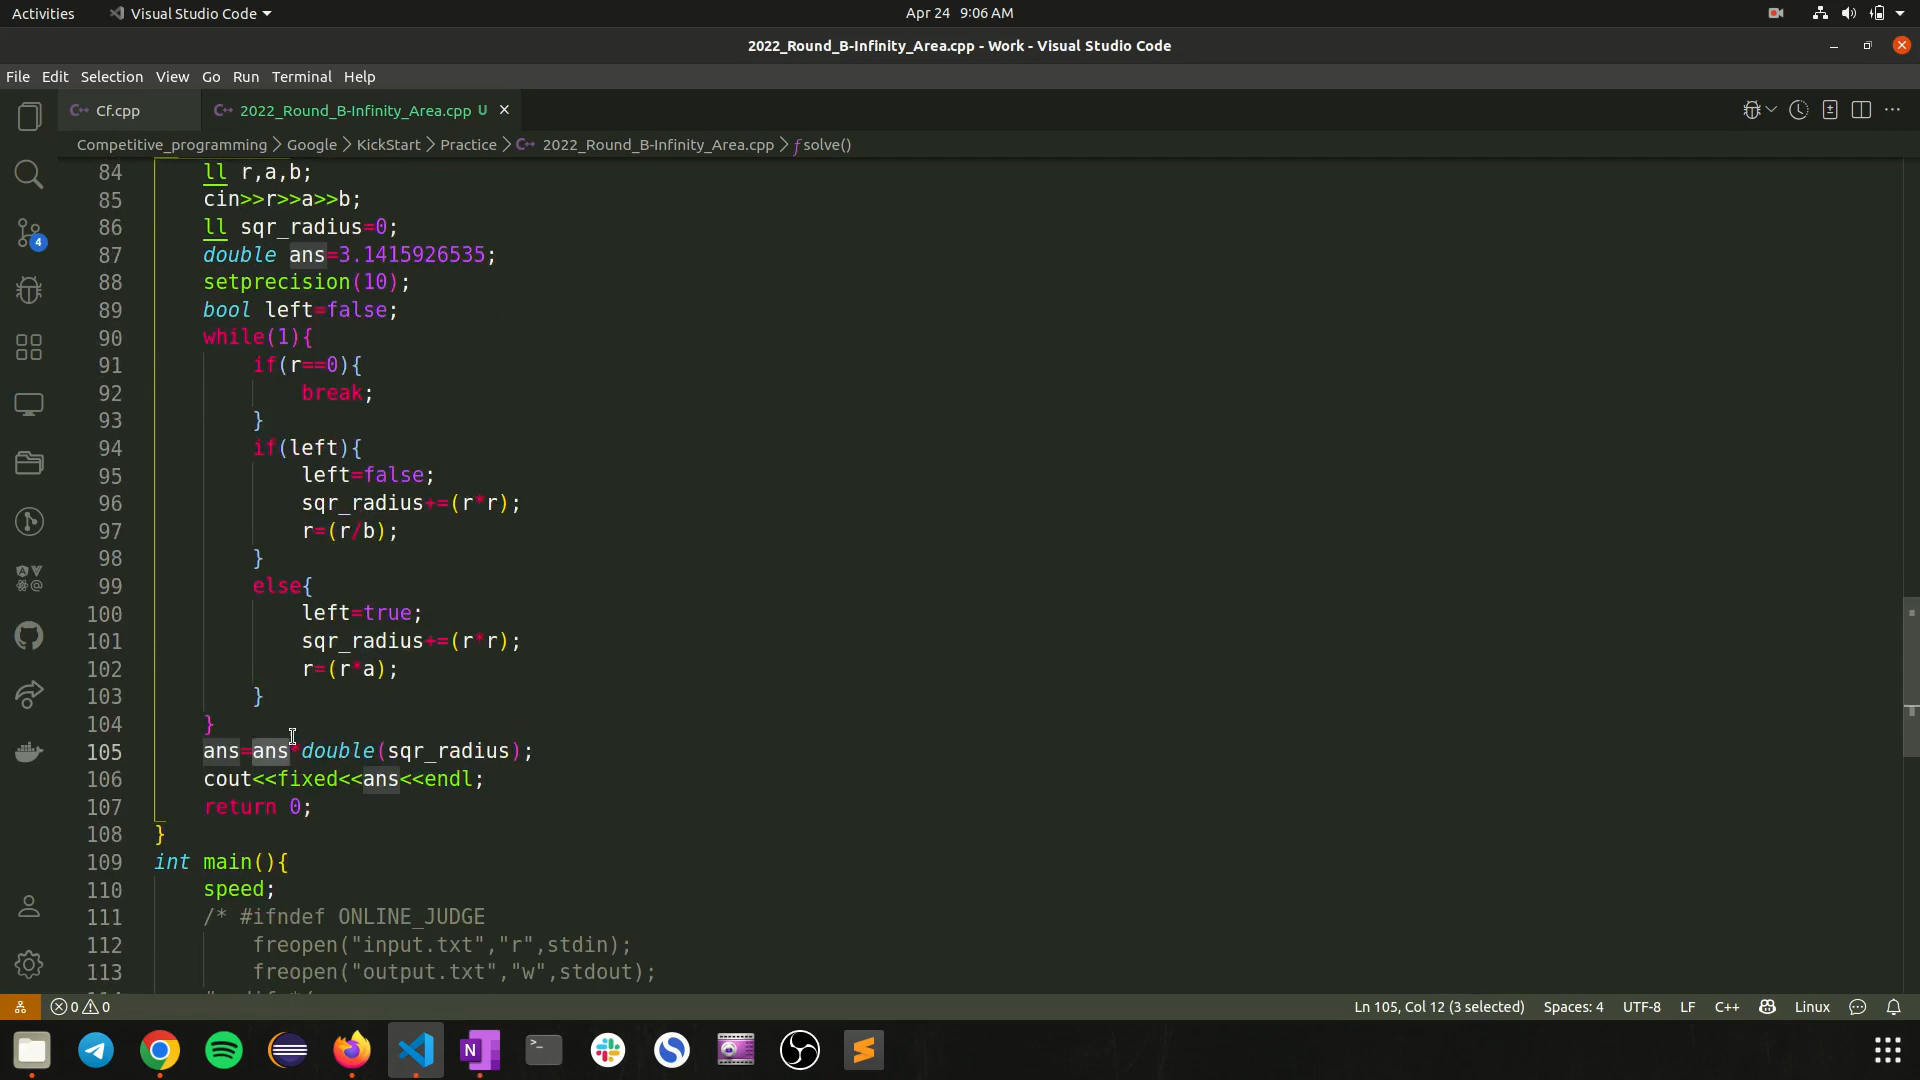 Activities Visual Studio Code Apr 24 9:06 AM
2022_Round_B-Infinity_Area.cpp - Work - Visual Studio Code
File Edit Selection View Go Run Terminal Help
Cf.cpp 2022_Round_B-Infinity_Area.cpp U
Competitive_programming > Google > KickStart > Practice > 2022_Round_B-Infinity_Area.cpp > solve()
84 ll r,a,b;
85 cin>>r>>a>>b;
86 ll sqr_radius=0;
87 double ans=3.1415926535;
88 setprecision(10);
89 bool left=false;
90 while(1){
91 if(r==0){
92 break;
93 }
94 if(left){
95 left=false;
96 sqr_radius+=(r*r);
97 r=(r/b);
98 }
99 else{
100 left=true;
101 sqr_radius+=(r*r);
102 r=(r*a);
103 }
104 }
105 ans=ans*double(sqr_radius);
106 cout<<fixed<<ans<<endl;
107 return 0;
108 }
109 int main(){
110 speed;
111 /* #ifndef ONLINE_JUDGE
112 freopen("input.txt","r",stdin);
113 freopen("output.txt","w",stdout);
4
0 0 Ln 105, Col 12 (3 selected) Spaces: 4 UTF-8 LF C++ Linux